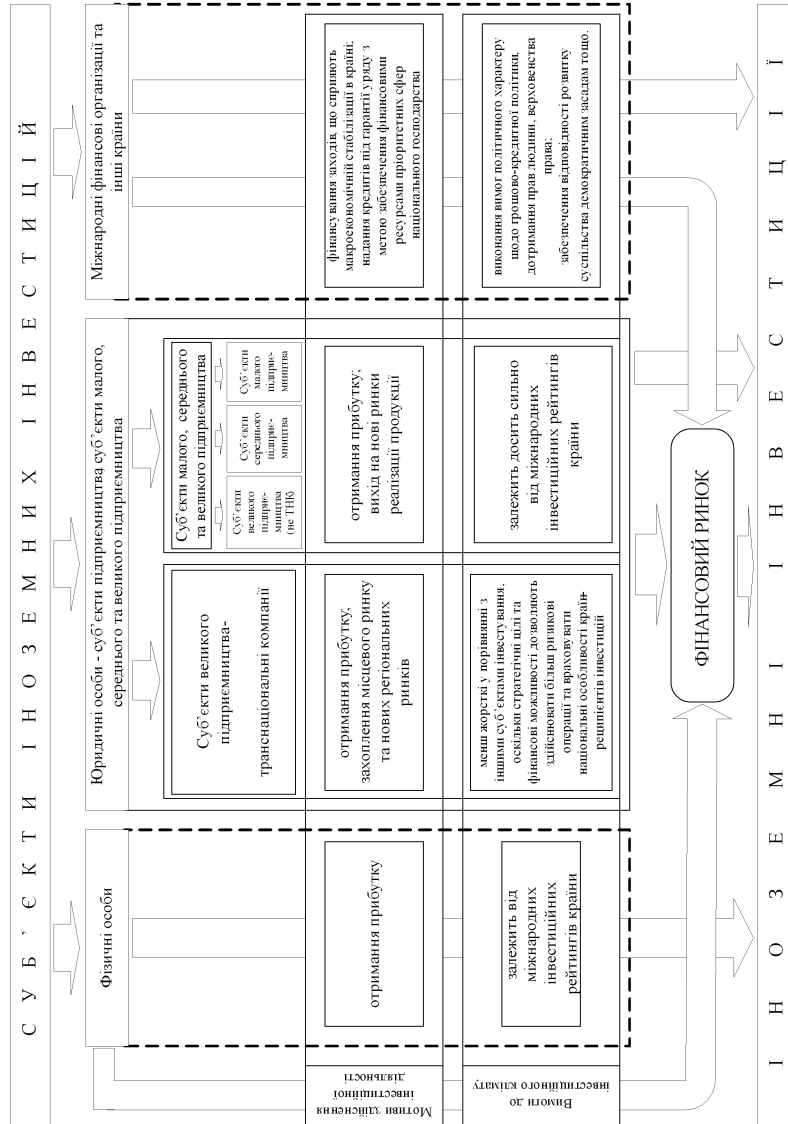 СУБ’ЄКТИ ІНОЗЕМНИХ ІНВЕСТИЦІЙ
Фізичні особи
Юридичні особи - суб’єкти підприємництва суб’єкти малого,
середнього та великого підприємництва
Міжнародні фінансові організації та
інші країни
Суб’єкти великого
підприємництва-
транснаціональні компанії
Суб’єкти малого, середнього
та великого підприємництва
Суб’єкти
великого
підприє-
мництва
(не ТНК)
Суб’єкти
середнього
підприє-
мництва
Суб’єкти
малого
підприє-
мництва
Мотиви здійснення
інвестиційної
діяльності
отримання прибутку
отримання прибутку;
захоплення місцевого ринку
та нових регіональних
ринків
отримання прибутку;
вихід на нові ринки
реалізації продукції
фінансування заходів, що сприяють
макроекономічній стабілізації в країні;
надання кредитів під гарантії уряду з
метою забезпечення фінансовими
ресурсами пріоритетних сфер
національного господарства
Вимоги до
інвестиційного клімату
залежить від
міжнародних
інвестиційних
рейтингів країни
менш жорсткі у порівнянні з
іншими суб’єктами інвестування,
оскільки стратегічні цілі та
фінансові можливості дозволяють
здійснювати більш ризикові
операції та враховувати
національні особливості країн-
реципієнтів інвестицій
залежить досить сильно
від міжнародних
інвестиційних рейтингів
країни
виконання вимог політичного характеру
щодо грошово-кредитної політики,
дотримання прав людини, верховенства
права;
забезпечення відповідності розвитку
суспільства демократичним засадам тощо.
ФІНАНСОВИЙ РИНОК
ІНОЗЕМНІ ІНВЕСТИЦІЇ